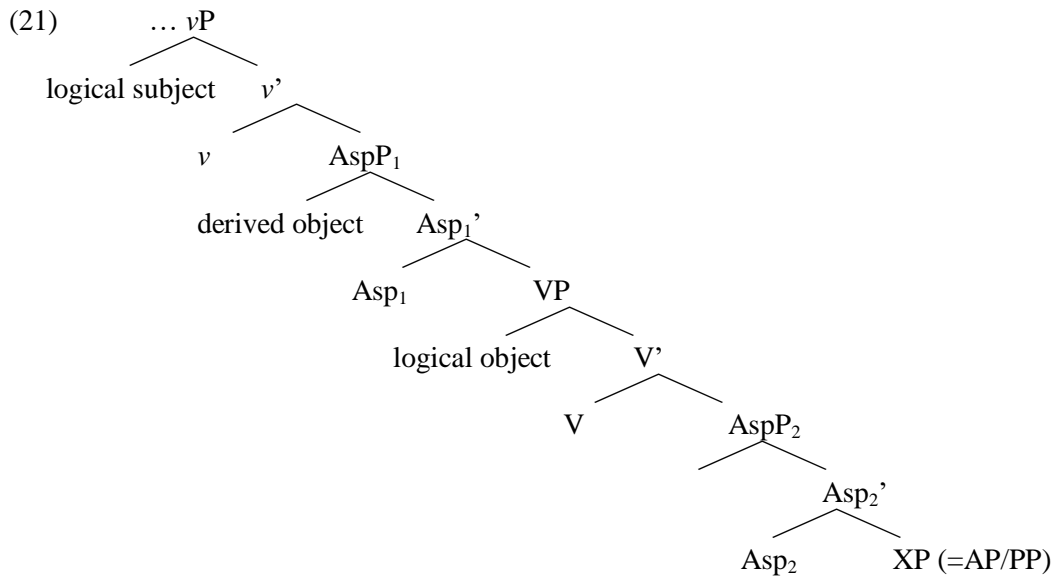 (21) … vP
logical subject v’
v AspP₁
derived object Asp₁’
Asp₁ VP
logical object V’
V AspP₂
Asp₂’
Asp₂ XP (=AP/PP)